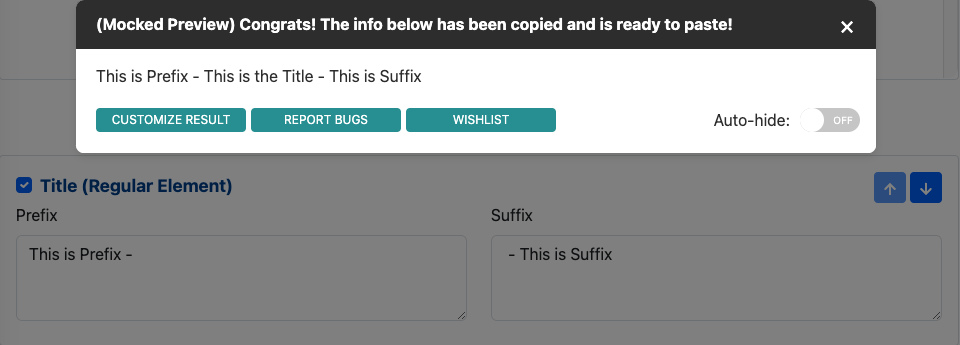 (Mocked Preview) Congrats! The info below has been copied and is ready to paste!
This is Prefix - This is the Title - This is Suffix
CUSTOMIZE RESULT REPORT BUGS WISHLIST Auto-hide: OFF
Title (Regular Element)
Prefix Suffix
This is Prefix - - This is Suffix